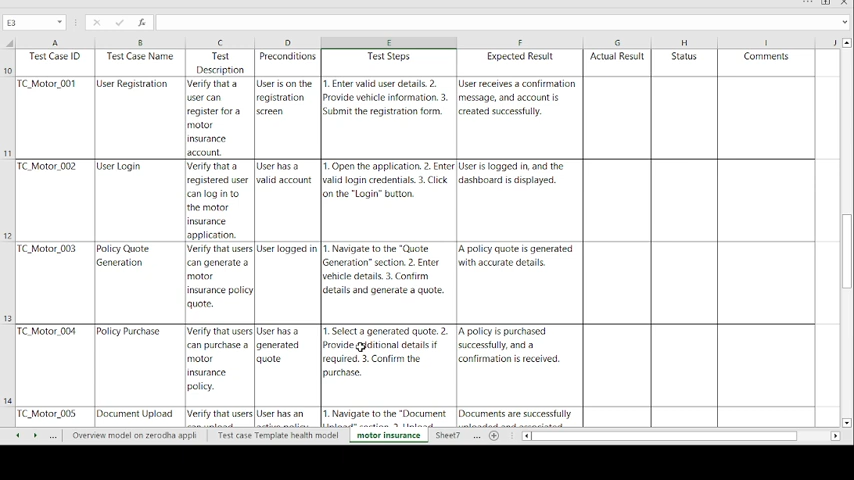 E3
fx
A B C D E F G H I J
Test Case ID Test Case Name Test Preconditions Test Steps Expected Result Actual Result Status Comments
10 Description
TC_Motor_001 User Registration Verify that a User is on the 1. Enter valid user details. 2. User receives a confirmation
user can registration Provide vehicle information. 3. message, and account is
register for a screen Submit the registration form. created successfully.
motor
insurance
11 account.
TC_Motor_002 User Login Verify that a User has a 1. Open the application. 2. Enter User is logged in, and the
registered user valid account valid login credentials. 3. Click dashboard is displayed.
can log in to on the "Login" button.
the motor
insurance
12 application.
TC_Motor_003 Policy Quote Verify that users User logged in 1. Navigate to the "Quote A policy quote is generated
Generation can generate a Generation" section. 2. Enter with accurate details.
motor vehicle details. 3. Confirm
insurance policy details and generate a quote.
quote.
13
TC_Motor_004 Policy Purchase Verify that users User has a 1. Select a generated quote. 2. A policy is purchased
can purchase a generated Provide additional details if successfully, and a
motor quote required. 3. Confirm the confirmation is received.
insurance purchase.
policy.
14
TC_Motor_005 Document Upload Verify that users User has an 1. Navigate to the "Document Documents are successfully
... Overview model on zerodha appli Test case Template health model motor insurance Sheet7 ...